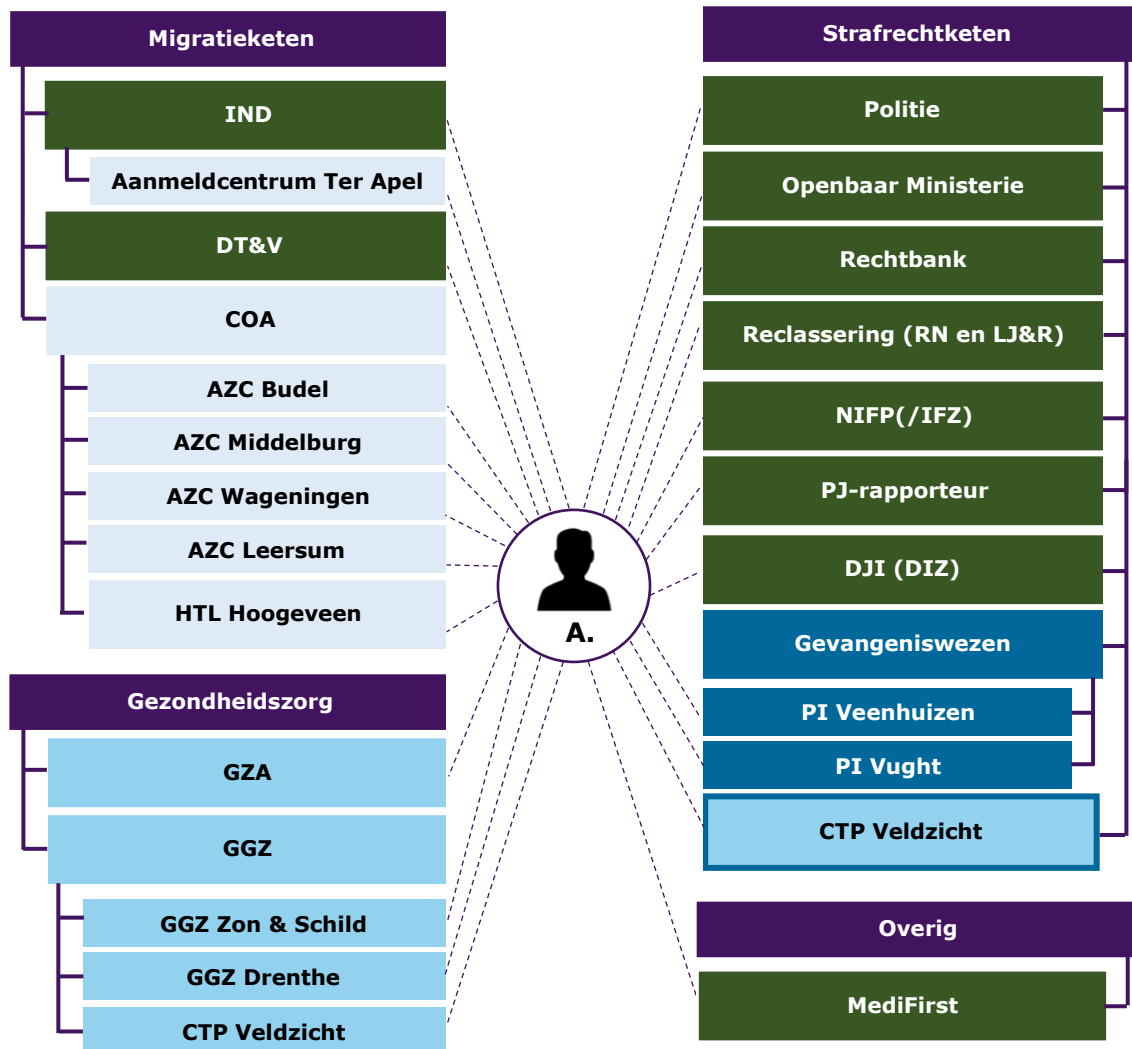 Migratieketen
IND
Aanmeldcentrum Ter Apel
DT&V
COA
AZC Budel
AZC Middelburg
AZC Wageningen
AZC Leersum
HTL Hoogeveen
Gezondheidszorg
GZA
GGZ
GGZ Zon & Schild
GGZ Drenthe
CTP Veldzicht
A.
Strafrechtketen
Politie
Openbaar Ministerie
Rechtbank
Reclassering (RN en LJ&R)
NIFP(/IFZ)
PJ-rapporteur
DJI (DIZ)
Gevangeniswezen
PI Veenhuizen
PI Vught
CTP Veldzicht
Overig
MediFirst